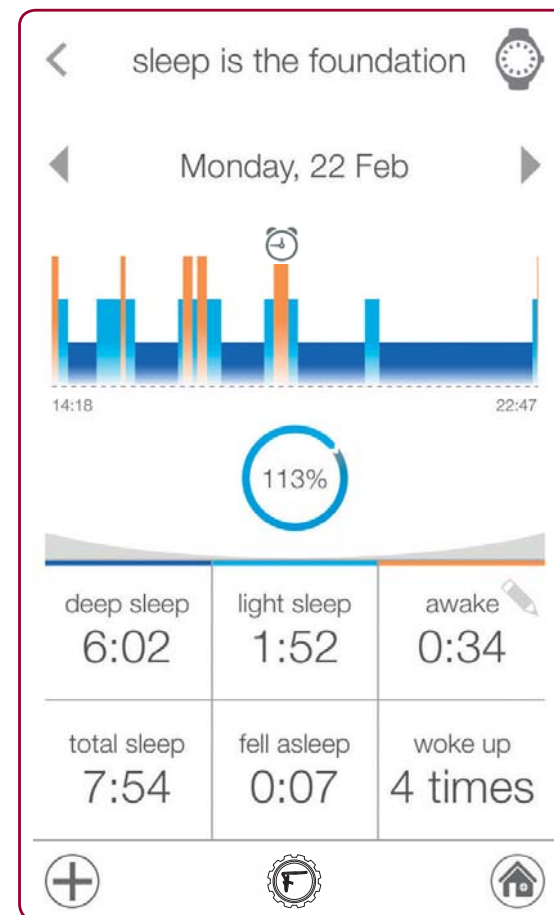 sleep is the foundation
Monday, 22 Feb
14:18 22:47
113%
deep sleep light sleep awake
6:02 1:52 0:34
total sleep fell asleep woke up
7:54 0:07 4 times
F